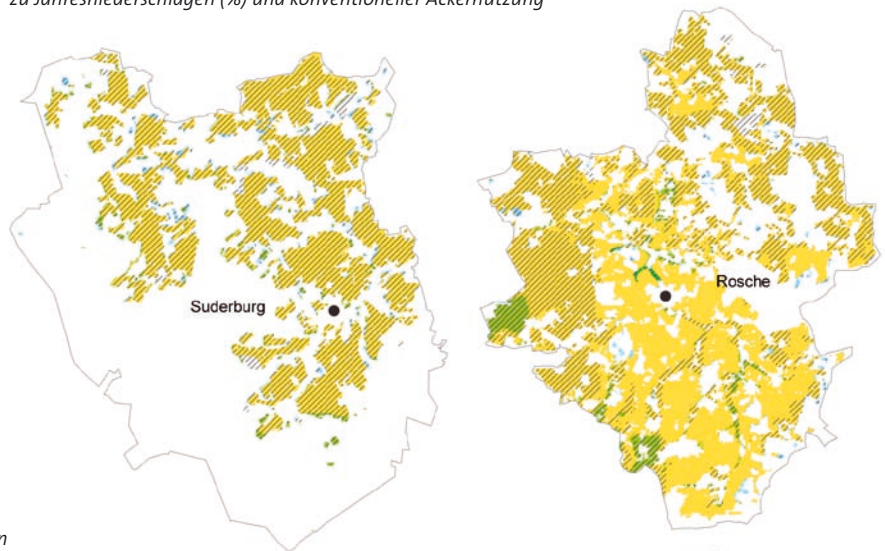 zu Jahresniederschlägen (%) und konventioneller Ackernutzung
Rosche
Suderburg
n